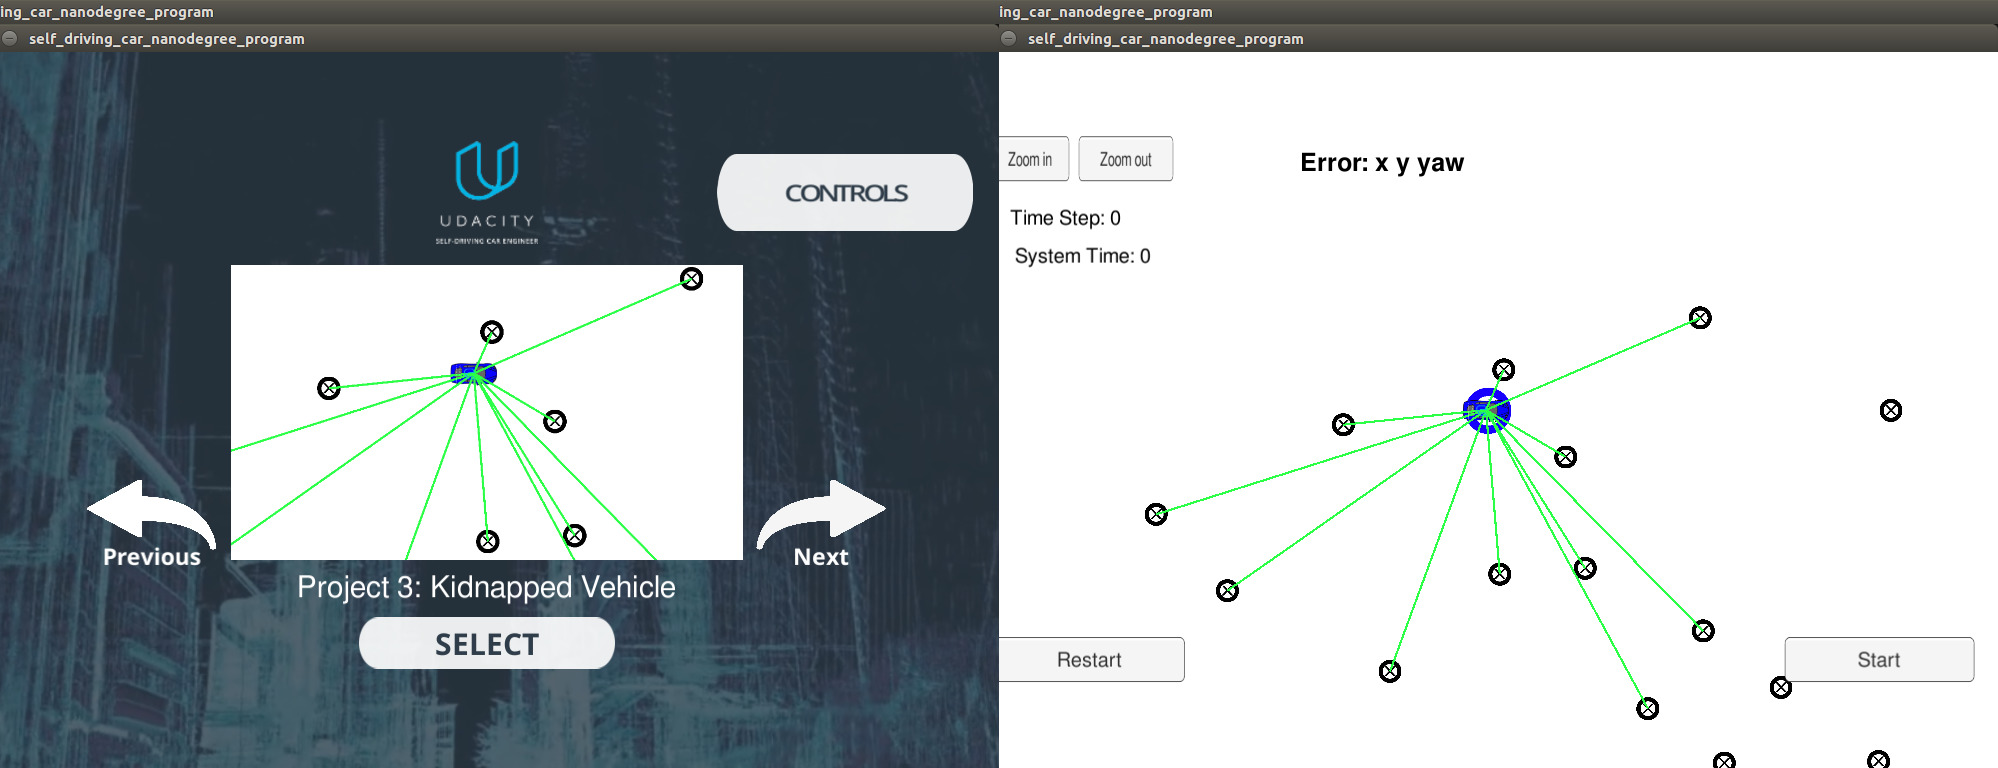 ing_car_nanodegree_program
self_driving_car_nanodegree_program
UDACITY
SELF-DRIVING CAR ENGINEER
CONTROLS
Previous
Next
Project 3: Kidnapped Vehicle
SELECT
ing_car_nanodegree_program
self_driving_car_nanodegree_program
Zoom in
Zoom out
Error: x y yaw
Time Step: 0
System Time: 0
Restart
Start